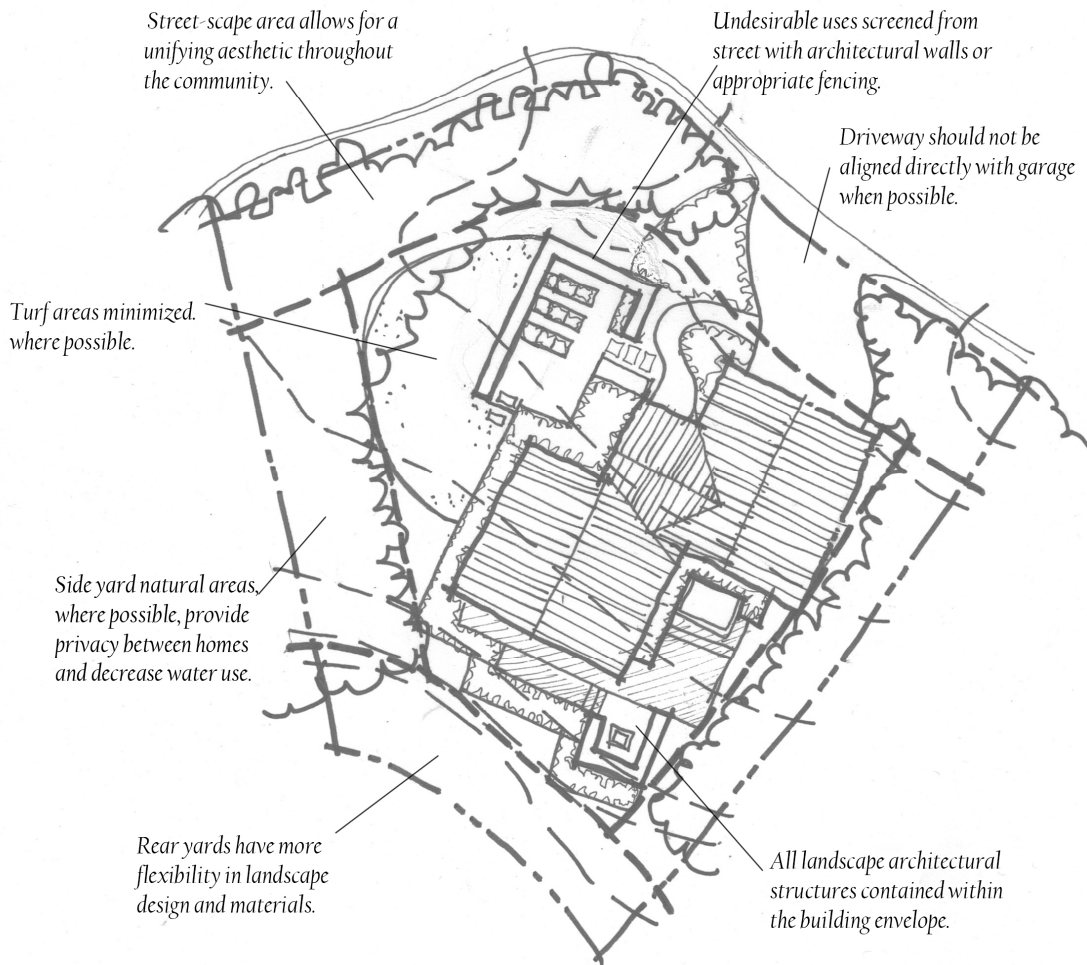 Street-scape area allows for a
unifying aesthetic throughout
the community.
Undesirable uses screened from
street with architectural walls or
appropriate fencing.
Driveway should not be
aligned directly with garage
when possible.
Turf areas minimized.
where possible.
Side yard natural areas,
where possible, provide
privacy between homes
and decrease water use.
Rear yards have more
flexibility in landscape
design and materials.
All landscape architectural
structures contained within
the building envelope.